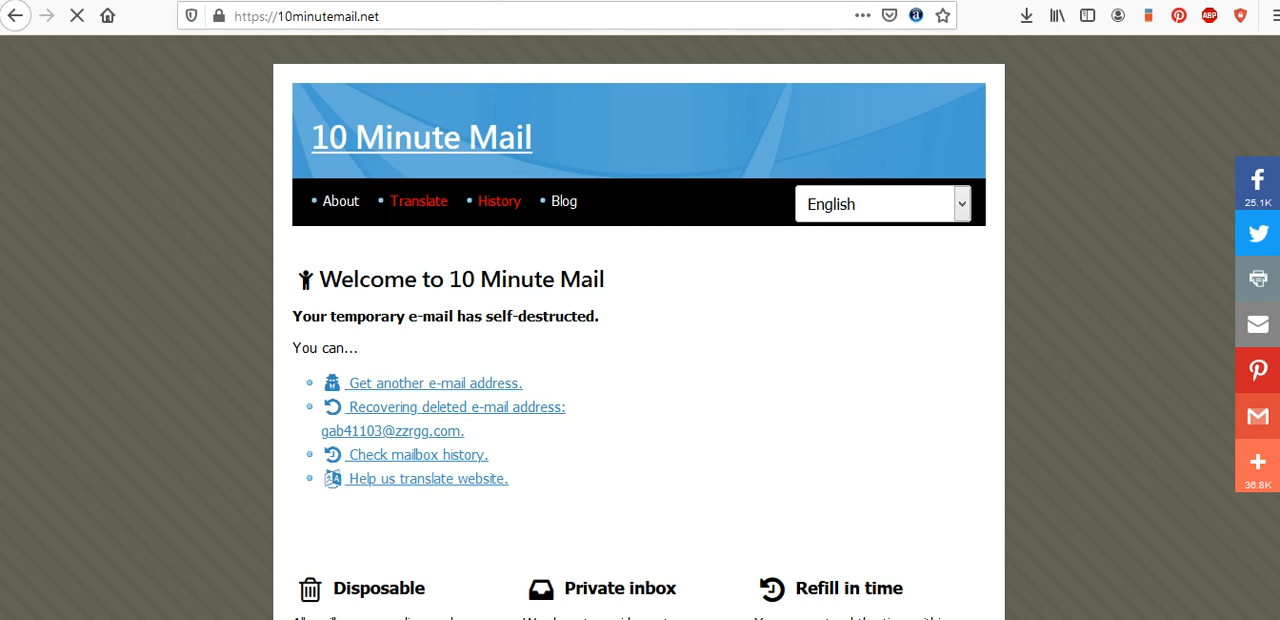 https://10minutemail.net
ABP
10 Minute Mail
About
Translate
History
Blog
English
Welcome to 10 Minute Mail
Your temporary e-mail has self-destructed.
You can...
Get another e-mail address.
Recovering deleted e-mail address:
gab41103@zzrgg.com.
Check mailbox history.
Help us translate website.
25.1K
36.8K
Disposable
Private inbox
Refill in time